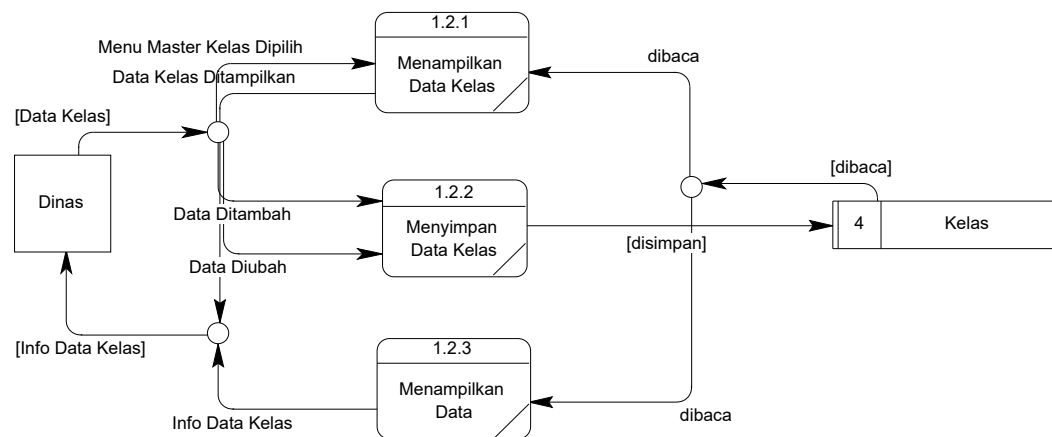 1.2.1
Menu Master Kelas Dipilih
dibaca
Menampilkan
Data Kelas
Data Kelas Ditampilkan
[Data Kelas]
[dibaca]
1.2.2
Dinas
Data Ditambah
4
Kelas
Menyimpan
Data Kelas
[disimpan]
Data Diubah
[Info Data Kelas]
1.2.3
Menampilkan
Data
Info Data Kelas
dibaca